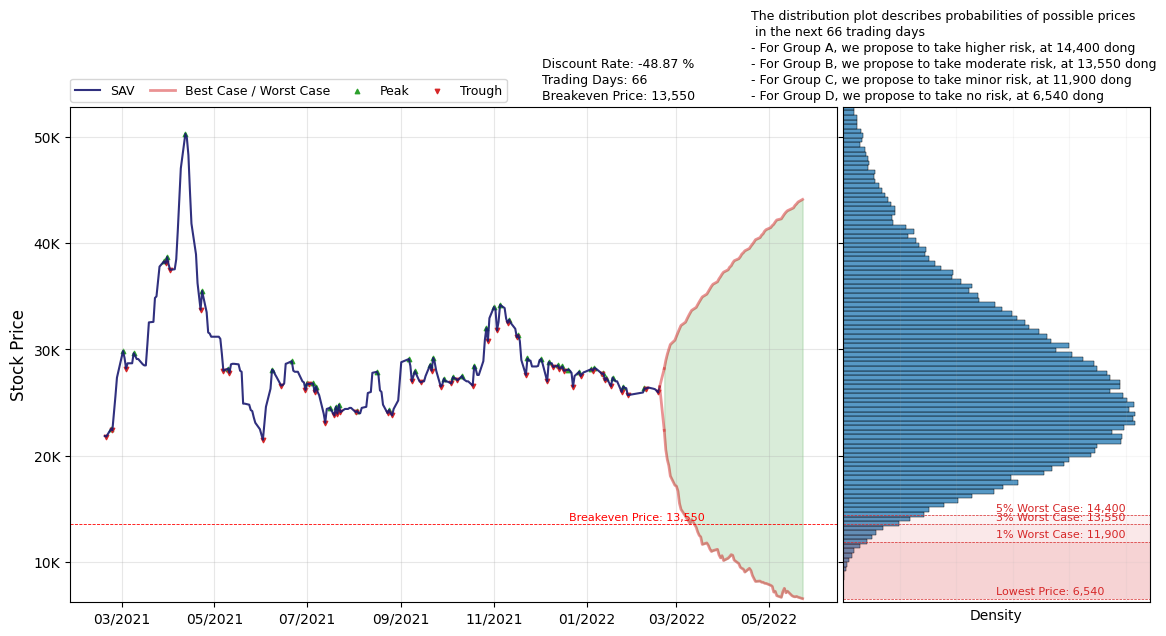 The distribution plot describes probabilities of possible prices
in the next 66 trading days
- For Group A, we propose to take higher risk, at 14,400 dong
- For Group B, we propose to take moderate risk, at 13,550 dong
- For Group C, we propose to take minor risk, at 11,900 dong
- For Group D, we propose to take no risk, at 6,540 dong
Discount Rate: -48.87 %
Trading Days: 66
Breakeven Price: 13,550
SAV
Best Case / Worst Case
Peak
Trough
Stock Price
50K
40K
30K
20K
10K
Breakeven Price: 13,550
03/2021
05/2021
07/2021
09/2021
11/2021
01/2022
03/2022
05/2022
5% Worst Case: 14,400
3% Worst Case: 13,550
1% Worst Case: 11,900
Lowest Price: 6,540
Density